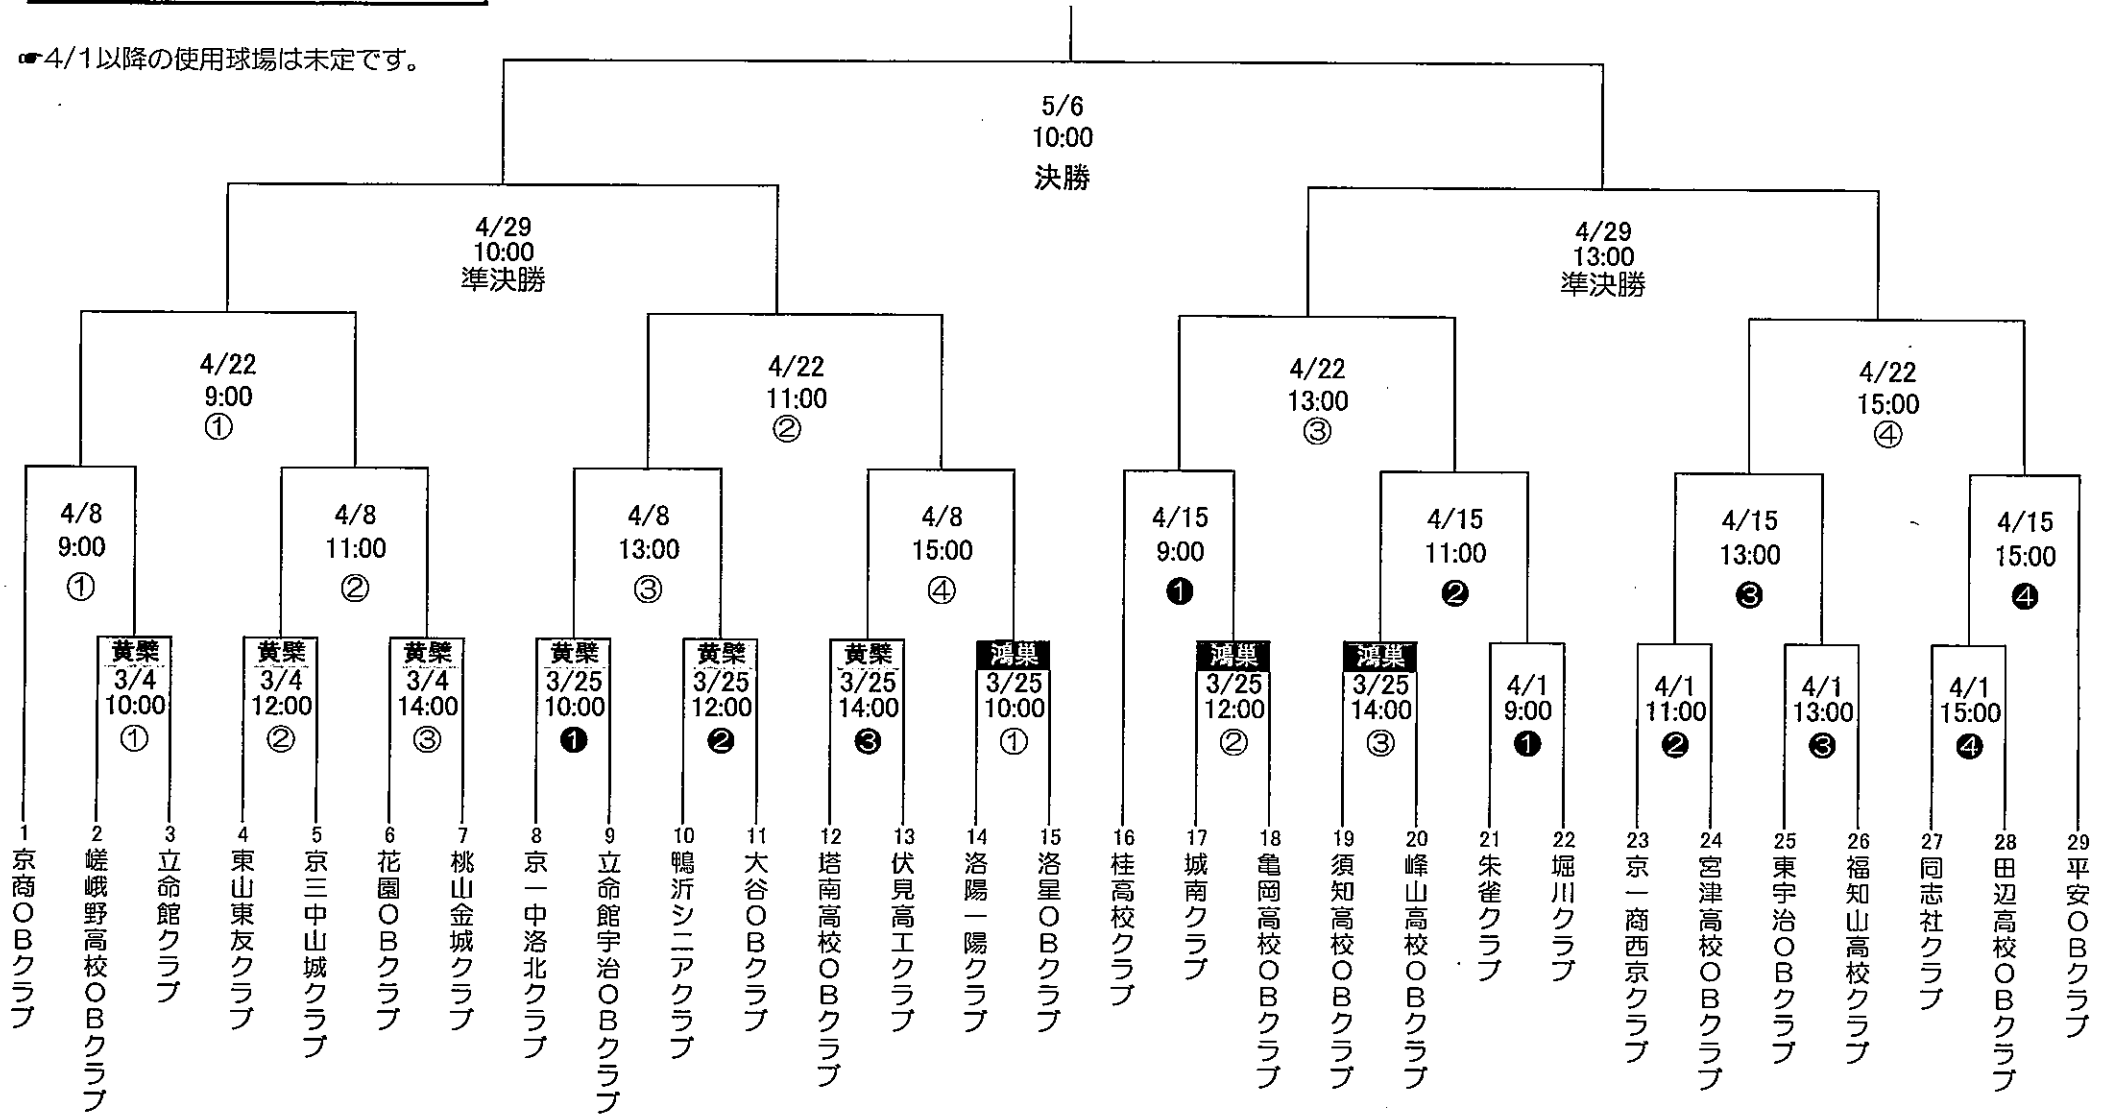 ☛4/1以降の使用球場は未定です。
5/6
10:00
決勝
4/29
10:00
準決勝
4/29
13:00
準決勝
4/22
9:00
①
4/22
11:00
②
4/22
13:00
③
4/22
15:00
④
4/8
9:00
①
4/8
11:00
②
4/8
13:00
③
4/8
15:00
④
4/15
9:00
❶
4/15
11:00
❷
4/15
13:00
❸
4/15
15:00
❹
黄檗
3/4
10:00
①
黄檗
3/4
12:00
②
黄檗
3/4
14:00
③
黄檗
3/25
10:00
❶
黄檗
3/25
12:00
❷
黄檗
3/25
14:00
❸
鴻巣
3/25
10:00
①
鴻巣
3/25
12:00
②
鴻巣
3/25
14:00
③
4/1
9:00
❶
4/1
11:00
❷
4/1
13:00
❸
4/1
15:00
❹
1
京商OBクラブ
2
嵯峨野高校OBクラブ
3
立命館クラブ
4
東山東友クラブ
5
京三中山城クラブ
6
花園OBクラブ
7
桃山金城クラブ
8
京一中洛北クラブ
9
立命館宇治OBクラブ
10
鴨沂シニアクラブ
11
大谷OBクラブ
12
塔南高校OBクラブ
13
伏見高工クラブ
14
洛陽一陽クラブ
15
洛星OBクラブ
16
桂高校クラブ
17
城南クラブ
18
亀岡高校OBクラブ
19
須知高校OBクラブ
20
峰山高校OBクラブ
21
朱雀クラブ
22
堀川クラブ
23
京一商西京クラブ
24
宮津高校OBクラブ
25
東宇治OBクラブ
26
福知山高校クラブ
27
同志社クラブ
28
田辺高校OBクラブ
29
平安OBクラブ